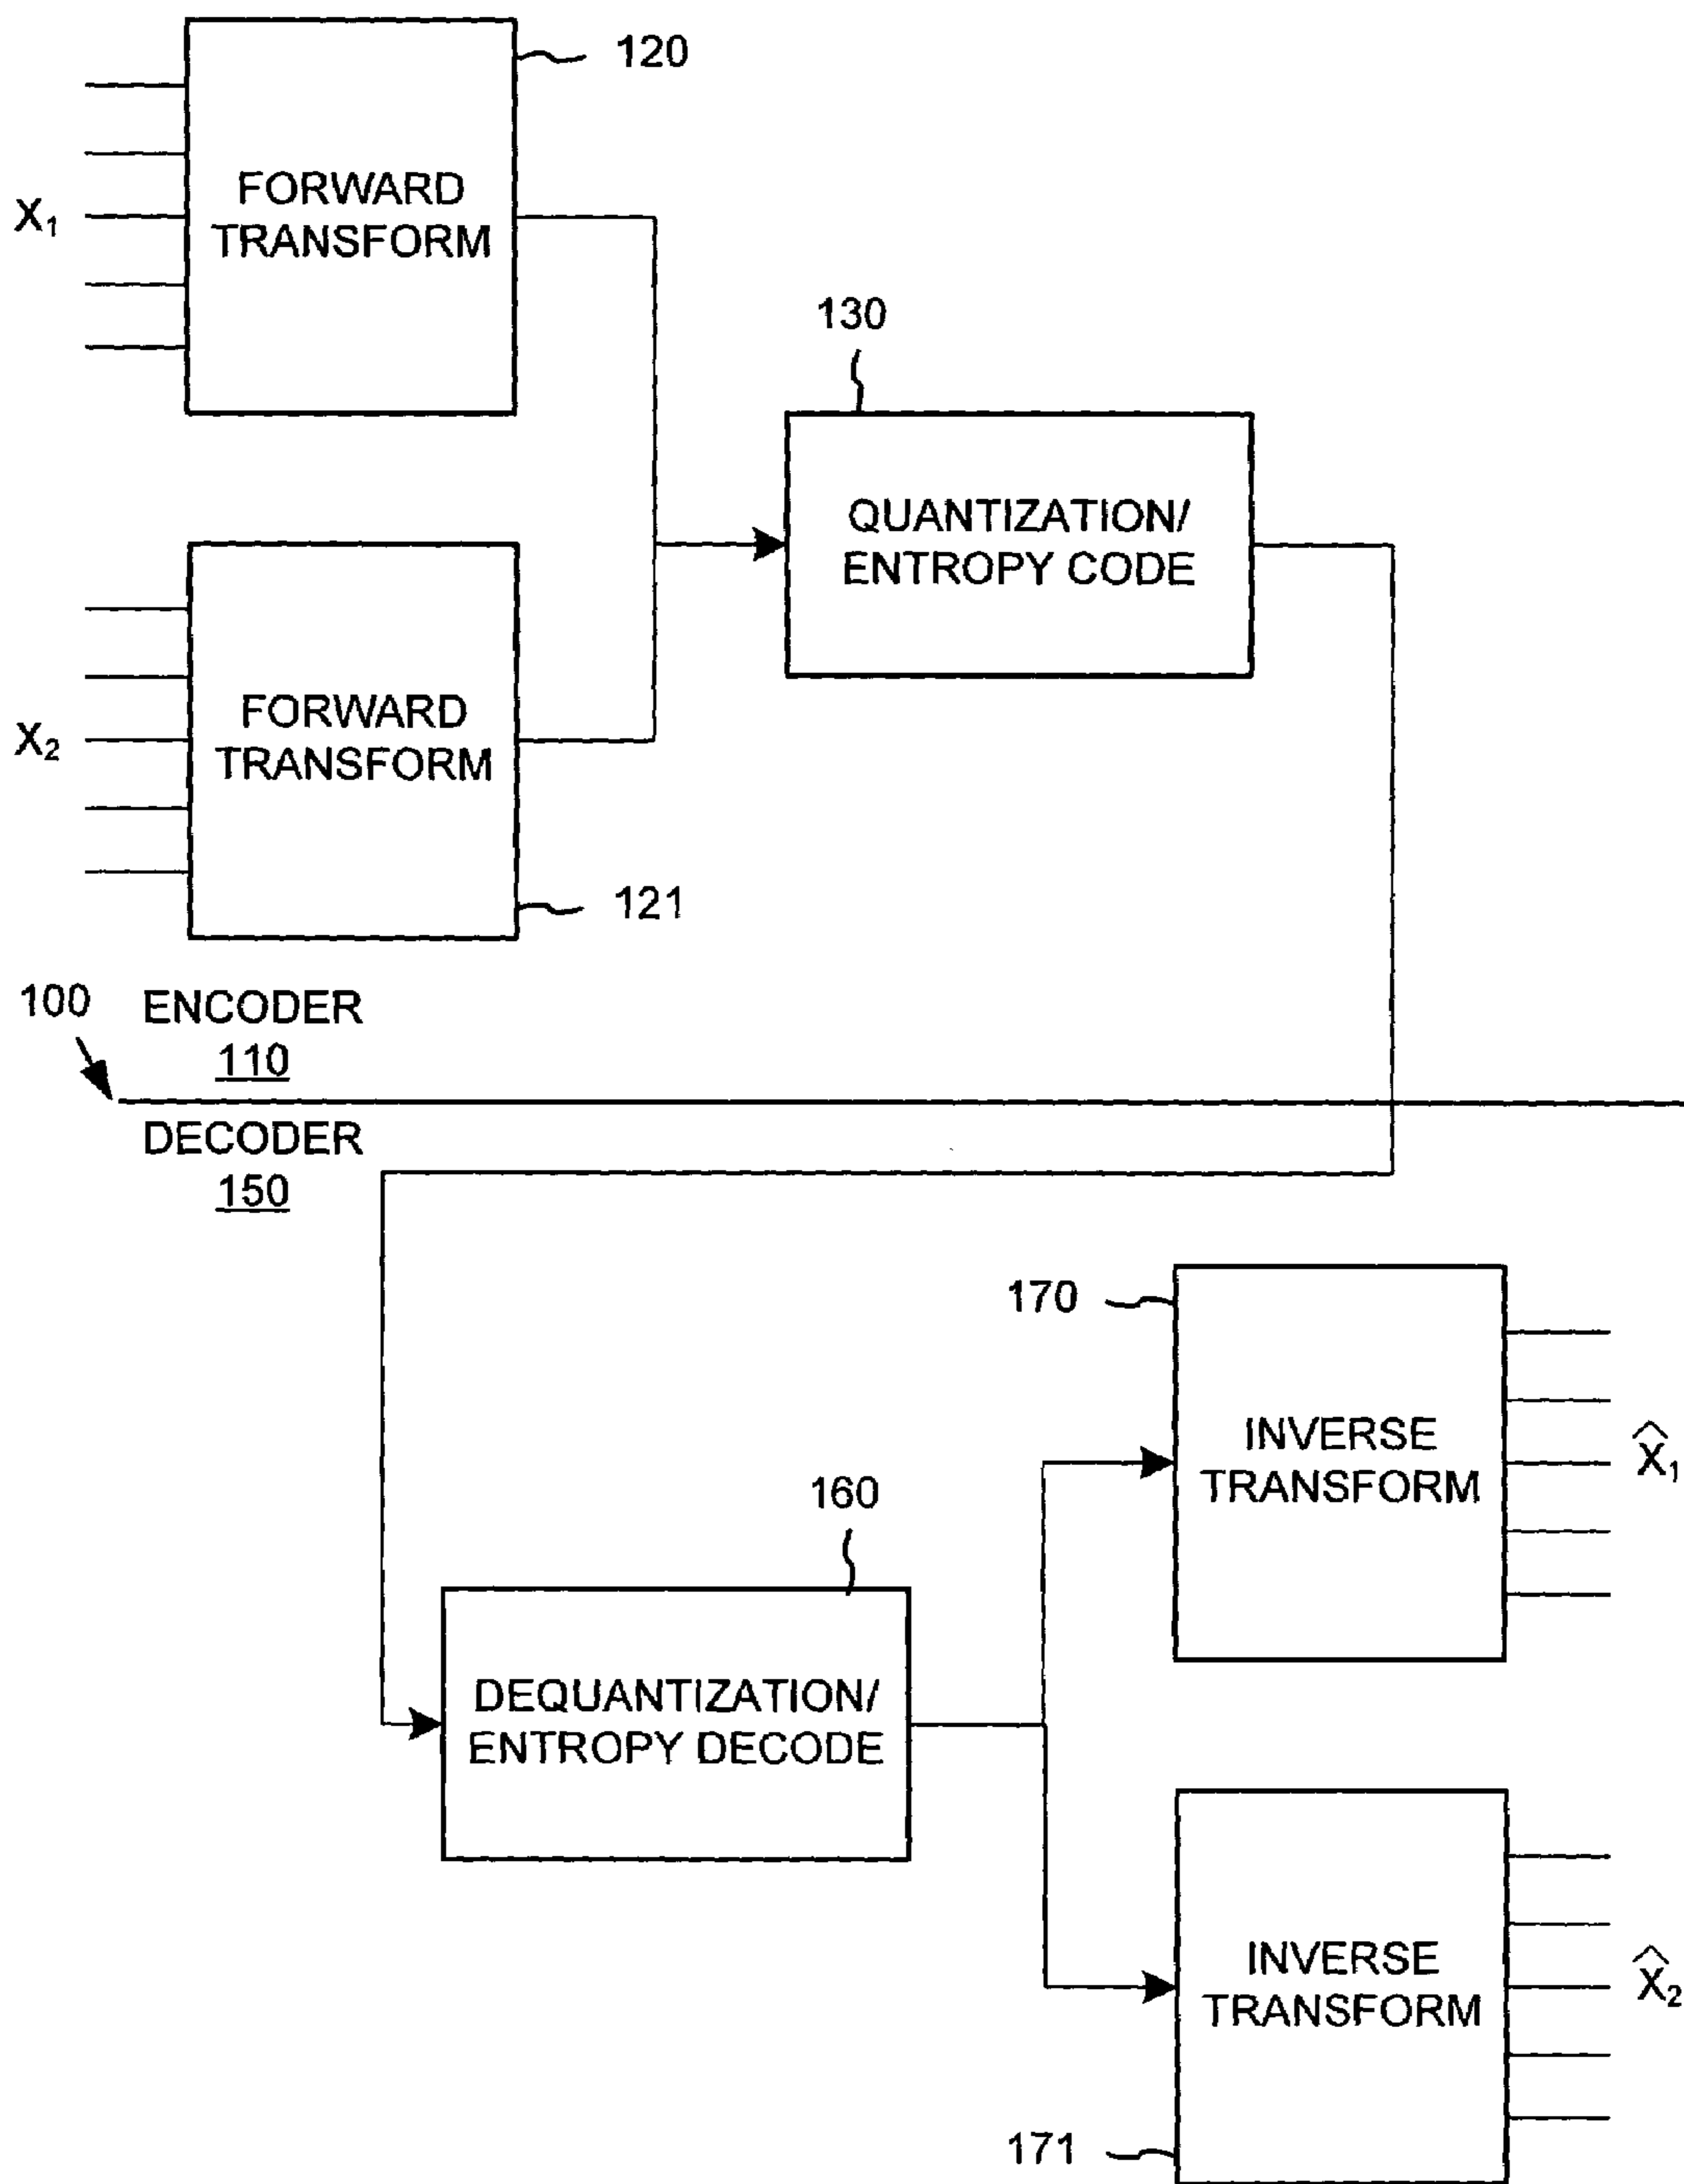 120
FORWARD
TRANSFORM
X₁
130
QUANTIZATION/
ENTROPY CODE
FORWARD
TRANSFORM
X₂
121
100
ENCODER
110
DECODER
150
170
INVERSE
TRANSFORM
X̂₁
160
DEQUANTIZATION/
ENTROPY DECODE
INVERSE
TRANSFORM
X̂₂
171